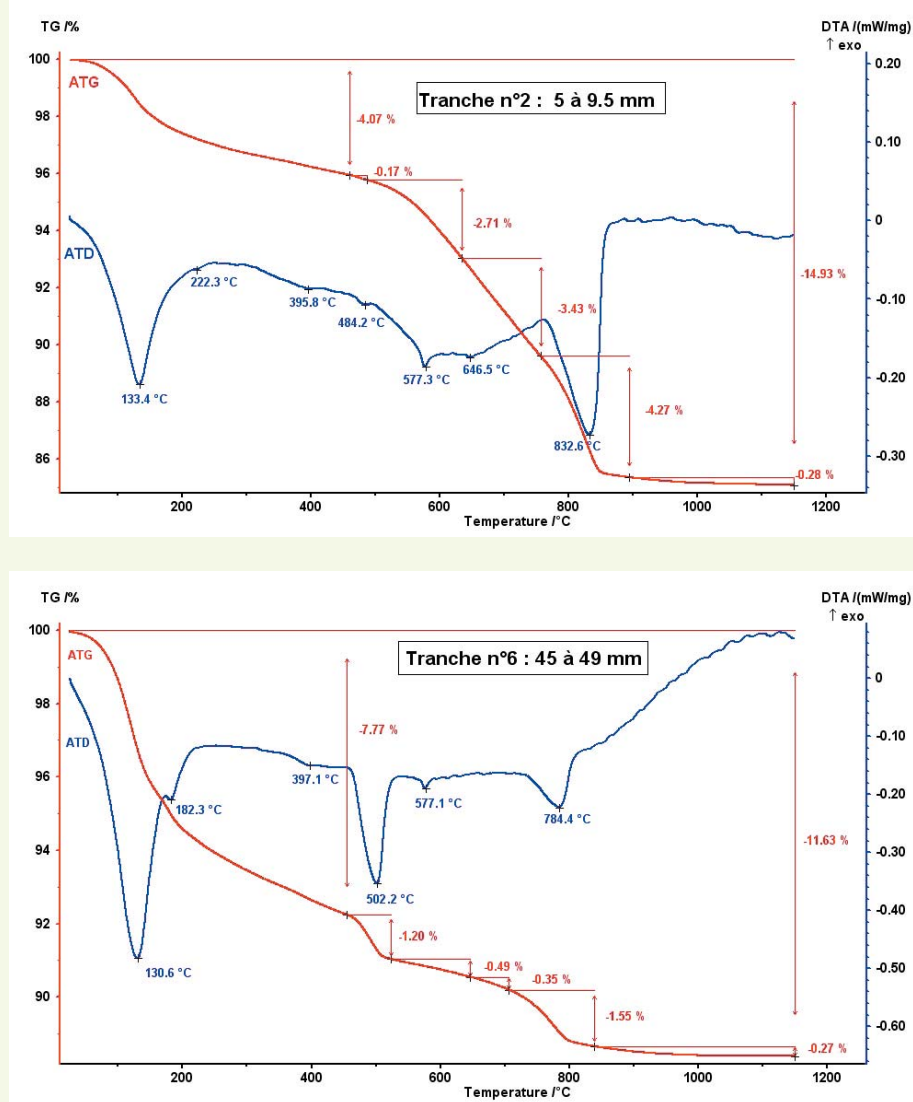 TG /%
DTA /(mW/mg)
↑ exo
100
0.20
ATG
Tranche n°2 : 5 à 9.5 mm
98
-4.07 %
0.10
96
-0.17 %
-2.71 %
94
0
ATD
222.3 °C
-14.93 %
92
395.8 °C
-3.43 %
-0.10
484.2 °C
90
577.3 °C
646.5 °C
133.4 °C
-0.20
88
-4.27 %
832.6 °C
86
-0.28 %
-0.30
200
400
600
800
1000
1200
Temperature /°C
TG /%
DTA /(mW/mg)
↑ exo
100
ATG
Tranche n°6 : 45 à 49 mm
98
0
-7.77 %
ATD
-0.10
96
397.1 °C
577.1 °C
182.3 °C
784.4 °C
-0.20
-11.63 %
94
-0.30
502.2 °C
92
-0.40
-1.20 %
130.6 °C
-0.49 %
-0.50
-0.35 %
90
-1.55 %
-0.60
-0.27 %
200
400
600
800
1000
1200
Temperature /°C